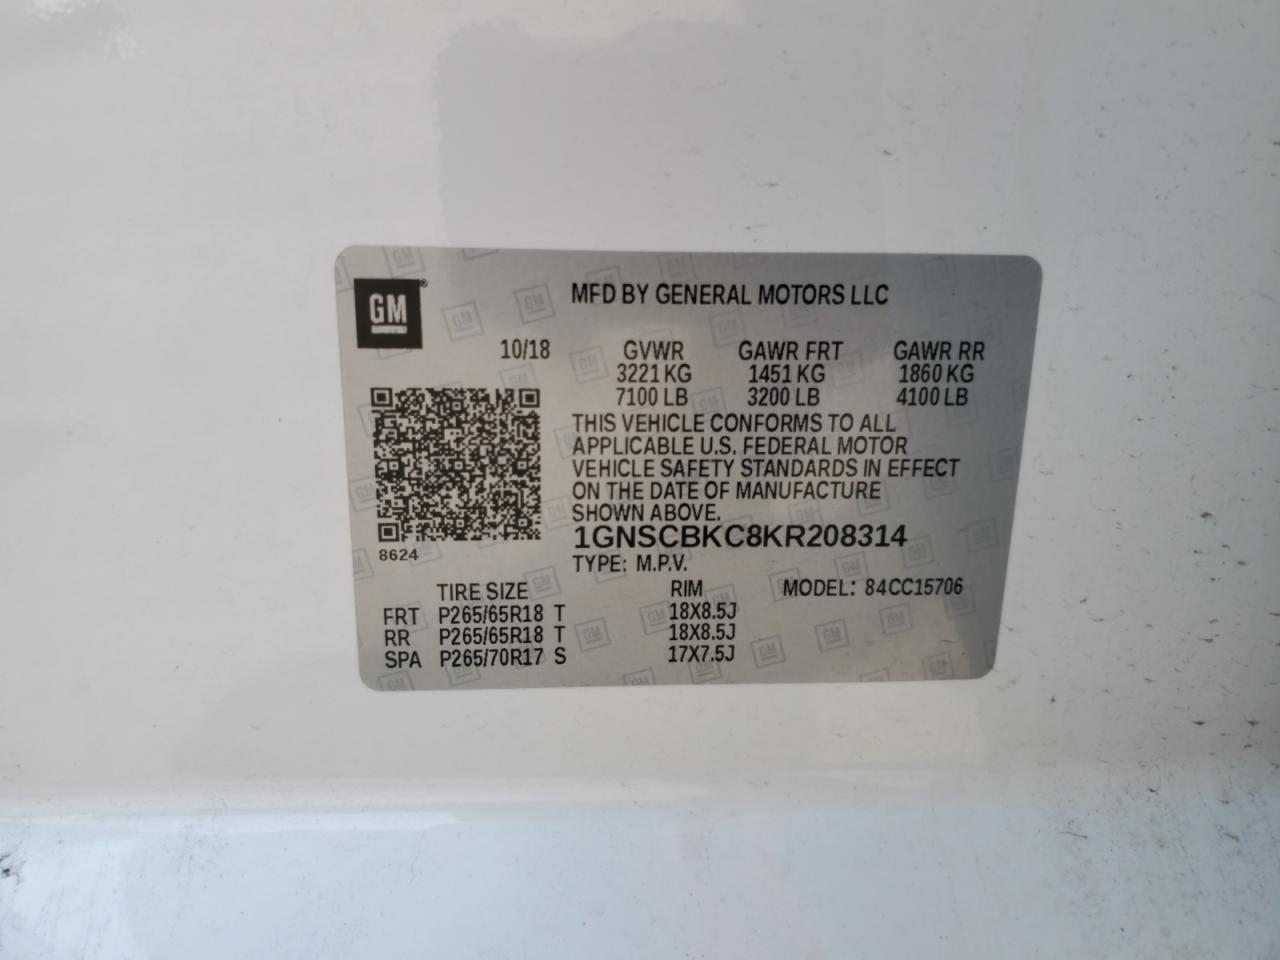 GM®
MFD BY GENERAL MOTORS LLC
10/18 GVWR GAWR FRT GAWR RR
3221 KG 1451 KG 1860 KG
7100 LB 3200 LB 4100 LB
THIS VEHICLE CONFORMS TO ALL
APPLICABLE U.S. FEDERAL MOTOR
VEHICLE SAFETY STANDARDS IN EFFECT
ON THE DATE OF MANUFACTURE
SHOWN ABOVE.
1GNSCBKC8KR208314
8624
TYPE: M.P.V.
TIRE SIZE RIM MODEL: 84CC15706
FRT P265/65R18 T 18X8.5J
RR P265/65R18 T 18X8.5J
SPA P265/70R17 S 17X7.5J